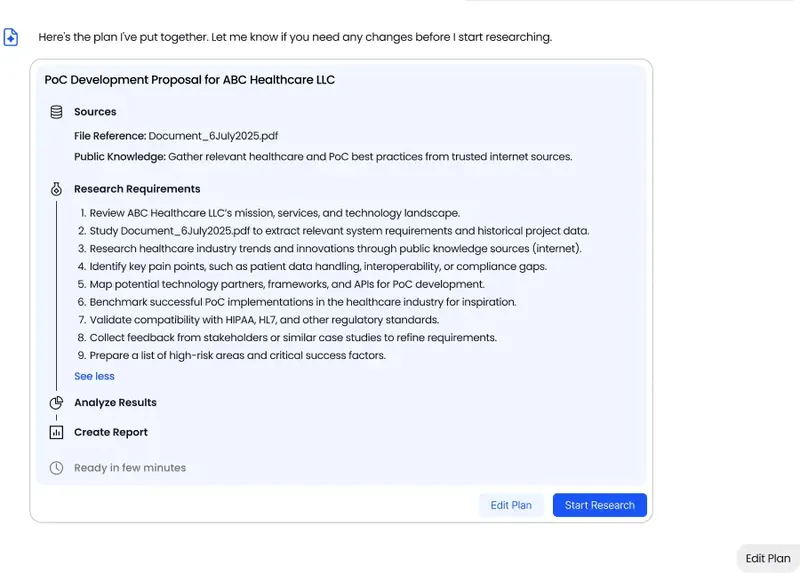 Here's the plan I've put together. Let me know if you need any changes before I start researching.
PoC Development Proposal for ABC Healthcare LLC
Sources
File Reference: Document_6July2025.pdf
Public Knowledge: Gather relevant healthcare and PoC best practices from trusted internet sources.
Research Requirements
1. Review ABC Healthcare LLC's mission, services, and technology landscape.
2. Study Document_6July2025.pdf to extract relevant system requirements and historical project data.
3. Research healthcare industry trends and innovations through public knowledge sources (internet).
4. Identify key pain points, such as patient data handling, interoperability, or compliance gaps.
5. Map potential technology partners, frameworks, and APIs for PoC development.
6. Benchmark successful PoC implementations in the healthcare industry for inspiration.
7. Validate compatibility with HIPAA, HL7, and other regulatory standards.
8. Collect feedback from stakeholders or similar case studies to refine requirements.
9. Prepare a list of high-risk areas and critical success factors.
See less
Analyze Results
Create Report
Ready in few minutes
Edit Plan
Start Research
Edit Plan